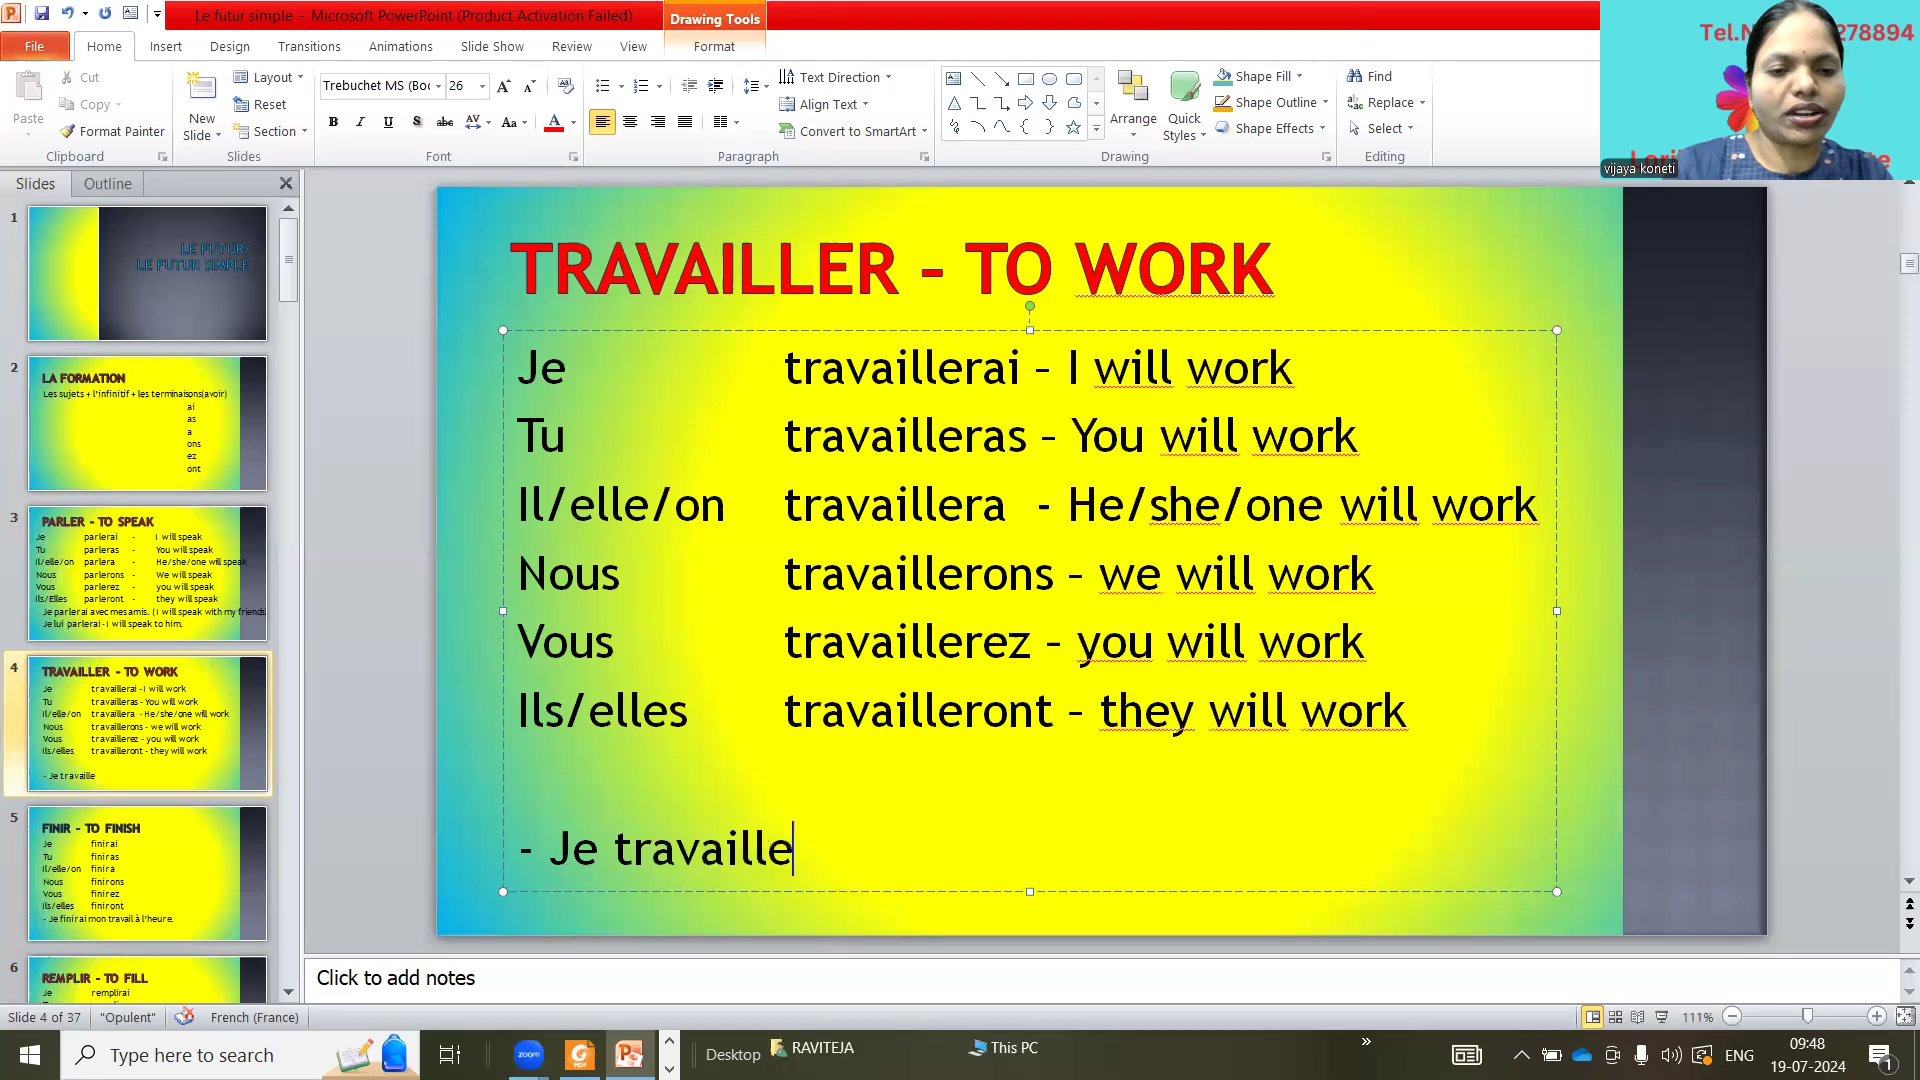 Le futur simple - Microsoft PowerPoint (Product Activation Failed)
Drawing Tools
File Home Insert Design Transitions Animations Slide Show Review View Format
Paste
Cut
Copy
Format Painter
Clipboard
New Slide
Layout
Reset
Section
Slides
Trebuchet MS (Boc 26
B I U S abc AV Aa A
Font
Text Direction
Align Text
Convert to SmartArt
Paragraph
Arrange
Quick Styles
Shape Fill
Shape Outline
Shape Effects
Drawing
Find
Replace
Select
Editing
278894
vijaya koneti
Slides Outline
1
LE FUTUR/
LE FUTUR SIMPLE
2
LA FORMATION
Les sujets + l'infinitif + les terminaisons(avoir)
ai
as
a
ons
ez
ont
3
PARLER - TO SPEAK
Je parlerai - I will speak
Tu parleras - You will speak
Il/elle/on parlera - He/she/one will speak
Nous parlerons - We will speak
Vous parlerez - you will speak
Ils/Elles parleront - they will speak
Je parlerai avec mes amis. (I will speak with my friends
Je lui parlerai - I will speak to him.
4
TRAVAILLER - TO WORK
Je travaillerai - I will work
Tu travailleras - You will work
Il/elle/on travaillera - He/she/one will work
Nous travaillerons - we will work
Vous travaillerez - you will work
Ils/elles travailleront - they will work
- Je travaille
5
FINIR - TO FINISH
Je finirai
Tu finiras
Il/elle/on finira
Nous finirons
Vous finirez
Ils/elles finiront
- Je finirai mon travail à l'heure.
6
REMPLIR - TO FILL
Je remplirai
TRAVAILLER – TO WORK
Je travaillerai – I will work
Tu travailleras – You will work
Il/elle/on travaillera - He/she/one will work
Nous travaillerons – we will work
Vous travaillerez – you will work
Ils/elles travailleront – they will work
- Je travaille
Click to add notes
Slide 4 of 37 "Opulent" French (France) 111%
Type here to search
zoom
Desktop
RAVITEJA
This PC
ENG
09:48
19-07-2024
1